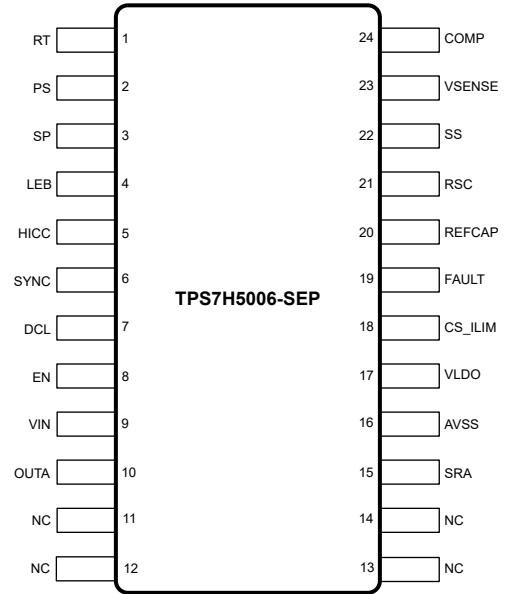 RT 1 24 COMP
PS 2 23 VSENSE
SP 3 22 SS
LEB 4 21 RSC
HICC 5 20 REFCAP
SYNC 6 19 FAULT
TPS7H5006-SEP
DCL 7 18 CS_ILIM
EN 8 17 VLDO
VIN 9 16 AVSS
OUTA 10 15 SRA
NC 11 14 NC
NC 12 13 NC